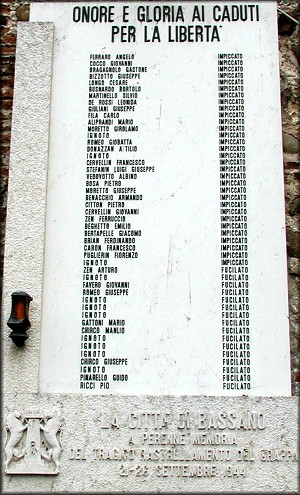 ONORE E GLORIA AI CADUTI
PER LA LIBERTA'
FERRARO ANGELO IMPICCATO
COCCO GIOVANNI IMPICCATO
BRAGAGNOLO GASTONE IMPICCATO
BIZZOTTO GIUSEPPE IMPICCATO
LONGO CESARE IMPICCATO
BUSNARDO BORTOLO IMPICCATO
MARTINELLO SILVIO IMPICCATO
DE ROSSI LEONIDA IMPICCATO
GIULIANI GIUSEPPE IMPICCATO
FILA CARLO IMPICCATO
ALIPRANDI MARIO IMPICCATO
MORETTO GIROLAMO IMPICCATO
IGNOTO IMPICCATO
ROMEO GIOBATTA IMPICCATO
DONAZZAN ATTILIO IMPICCATO
IGNOTO IMPICCATO
CERVELLIN FRANCESCO IMPICCATO
STEFANIN LUIGI GIUSEPPE IMPICCATO
VEDOVOTTO ALBINO IMPICCATO
BOSA PIETRO IMPICCATO
MORETTO GIUSEPPE IMPICCATO
BENACCHIO ARMANDO IMPICCATO
CITTON PIETRO IMPICCATO
CERVELLIN GIOVANNI IMPICCATO
ZEN FERRUCCIO IMPICCATO
BEGHETTO EMILIO IMPICCATO
BERTAPELLE GIACOMO IMPICCATO
BRIAN FERDINANDO IMPICCATO
CARON FRANCESCO IMPICCATO
PUGLIERIN FIORENZO IMPICCATO
IGNOTO IMPICCATO
ZEN ARTURO FUCILATO
IGNOTO FUCILATO
FAVERO GIOVANNI FUCILATO
ROMEO GIUSEPPE FUCILATO
IGNOTO FUCILATO
IGNOTO FUCILATO
IGNOTO FUCILATO
GATTONI MARIO FUCILATO
CHIRCO MANLIO FUCILATO
IGNOTO FUCILATO
IGNOTO FUCILATO
IGNOTO FUCILATO
CHIRCO GIUSEPPE FUCILATO
IGNOTO FUCILATO
PINARELLO GUIDO FUCILATO
RICCI PIO FUCILATO
LA CITTÀ DI BASSANO
A PERENNE MEMORIA
DEL TRAGICO RASTRELLAMENTO DEL GRAPPA
21-28 SETTEMBRE 1944